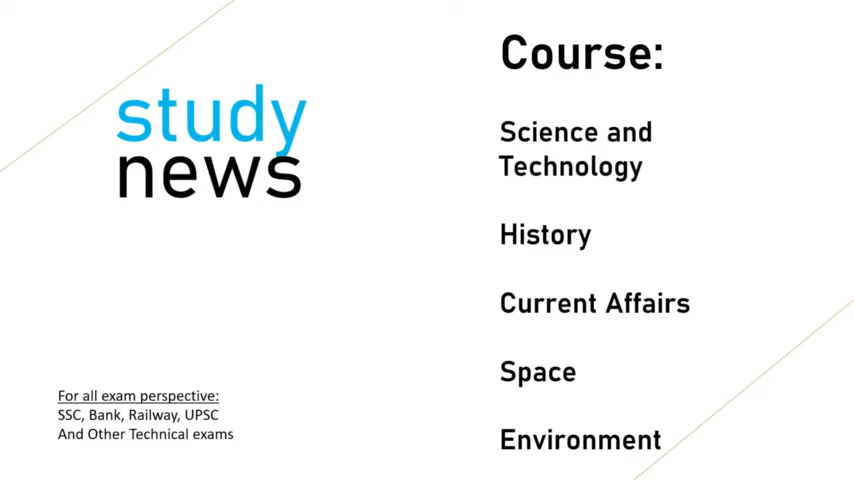 study
news
For all exam perspective:
SSC, Bank, Railway, UPSC
And Other Technical exams
Course:
Science and
Technology
History
Current Affairs
Space
Environment